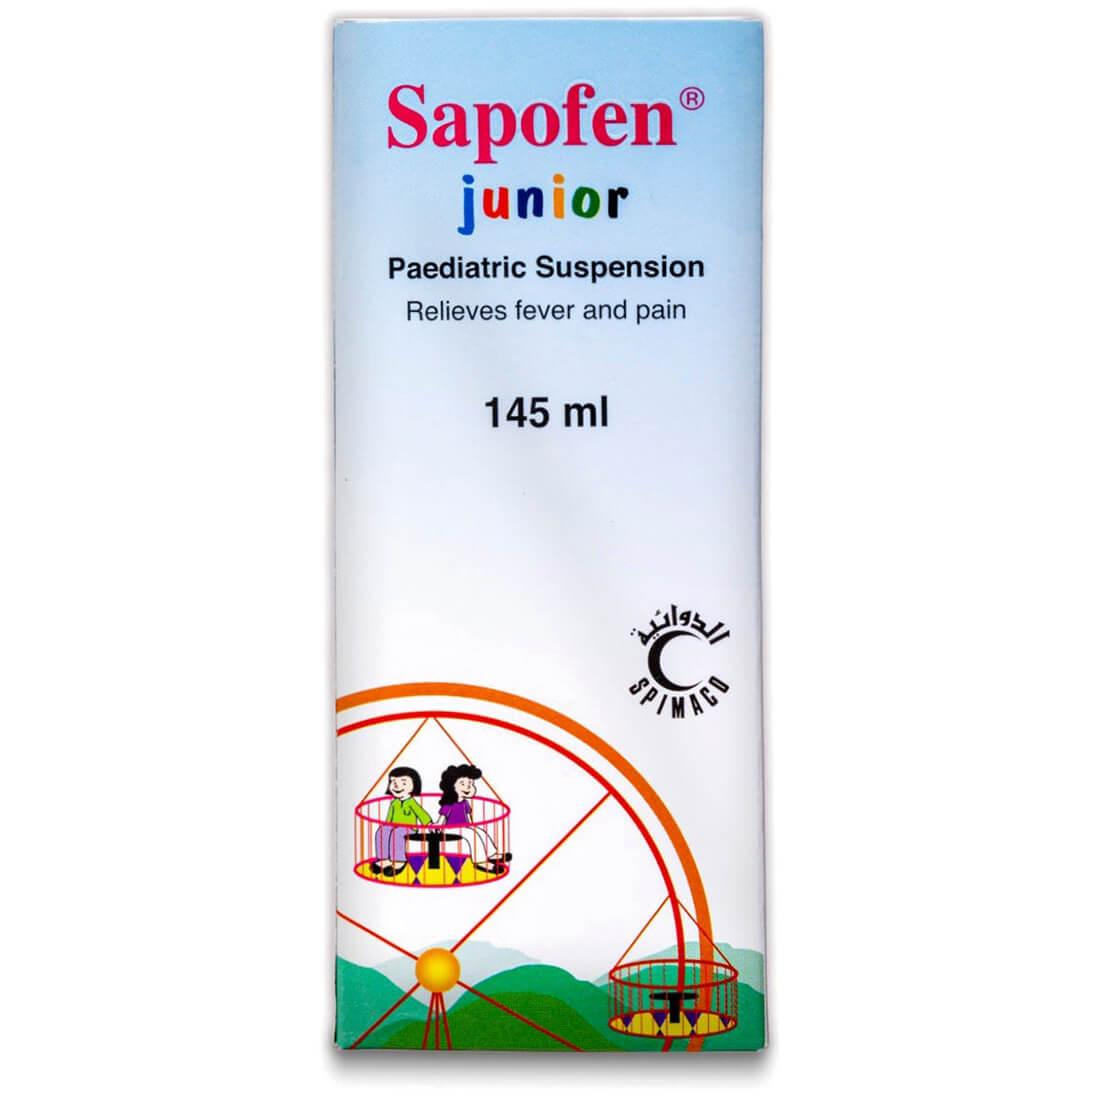 Sapofen®
junior
Paediatric Suspension
Relieves fever and pain
145 ml
الدوائية
SPIMACO